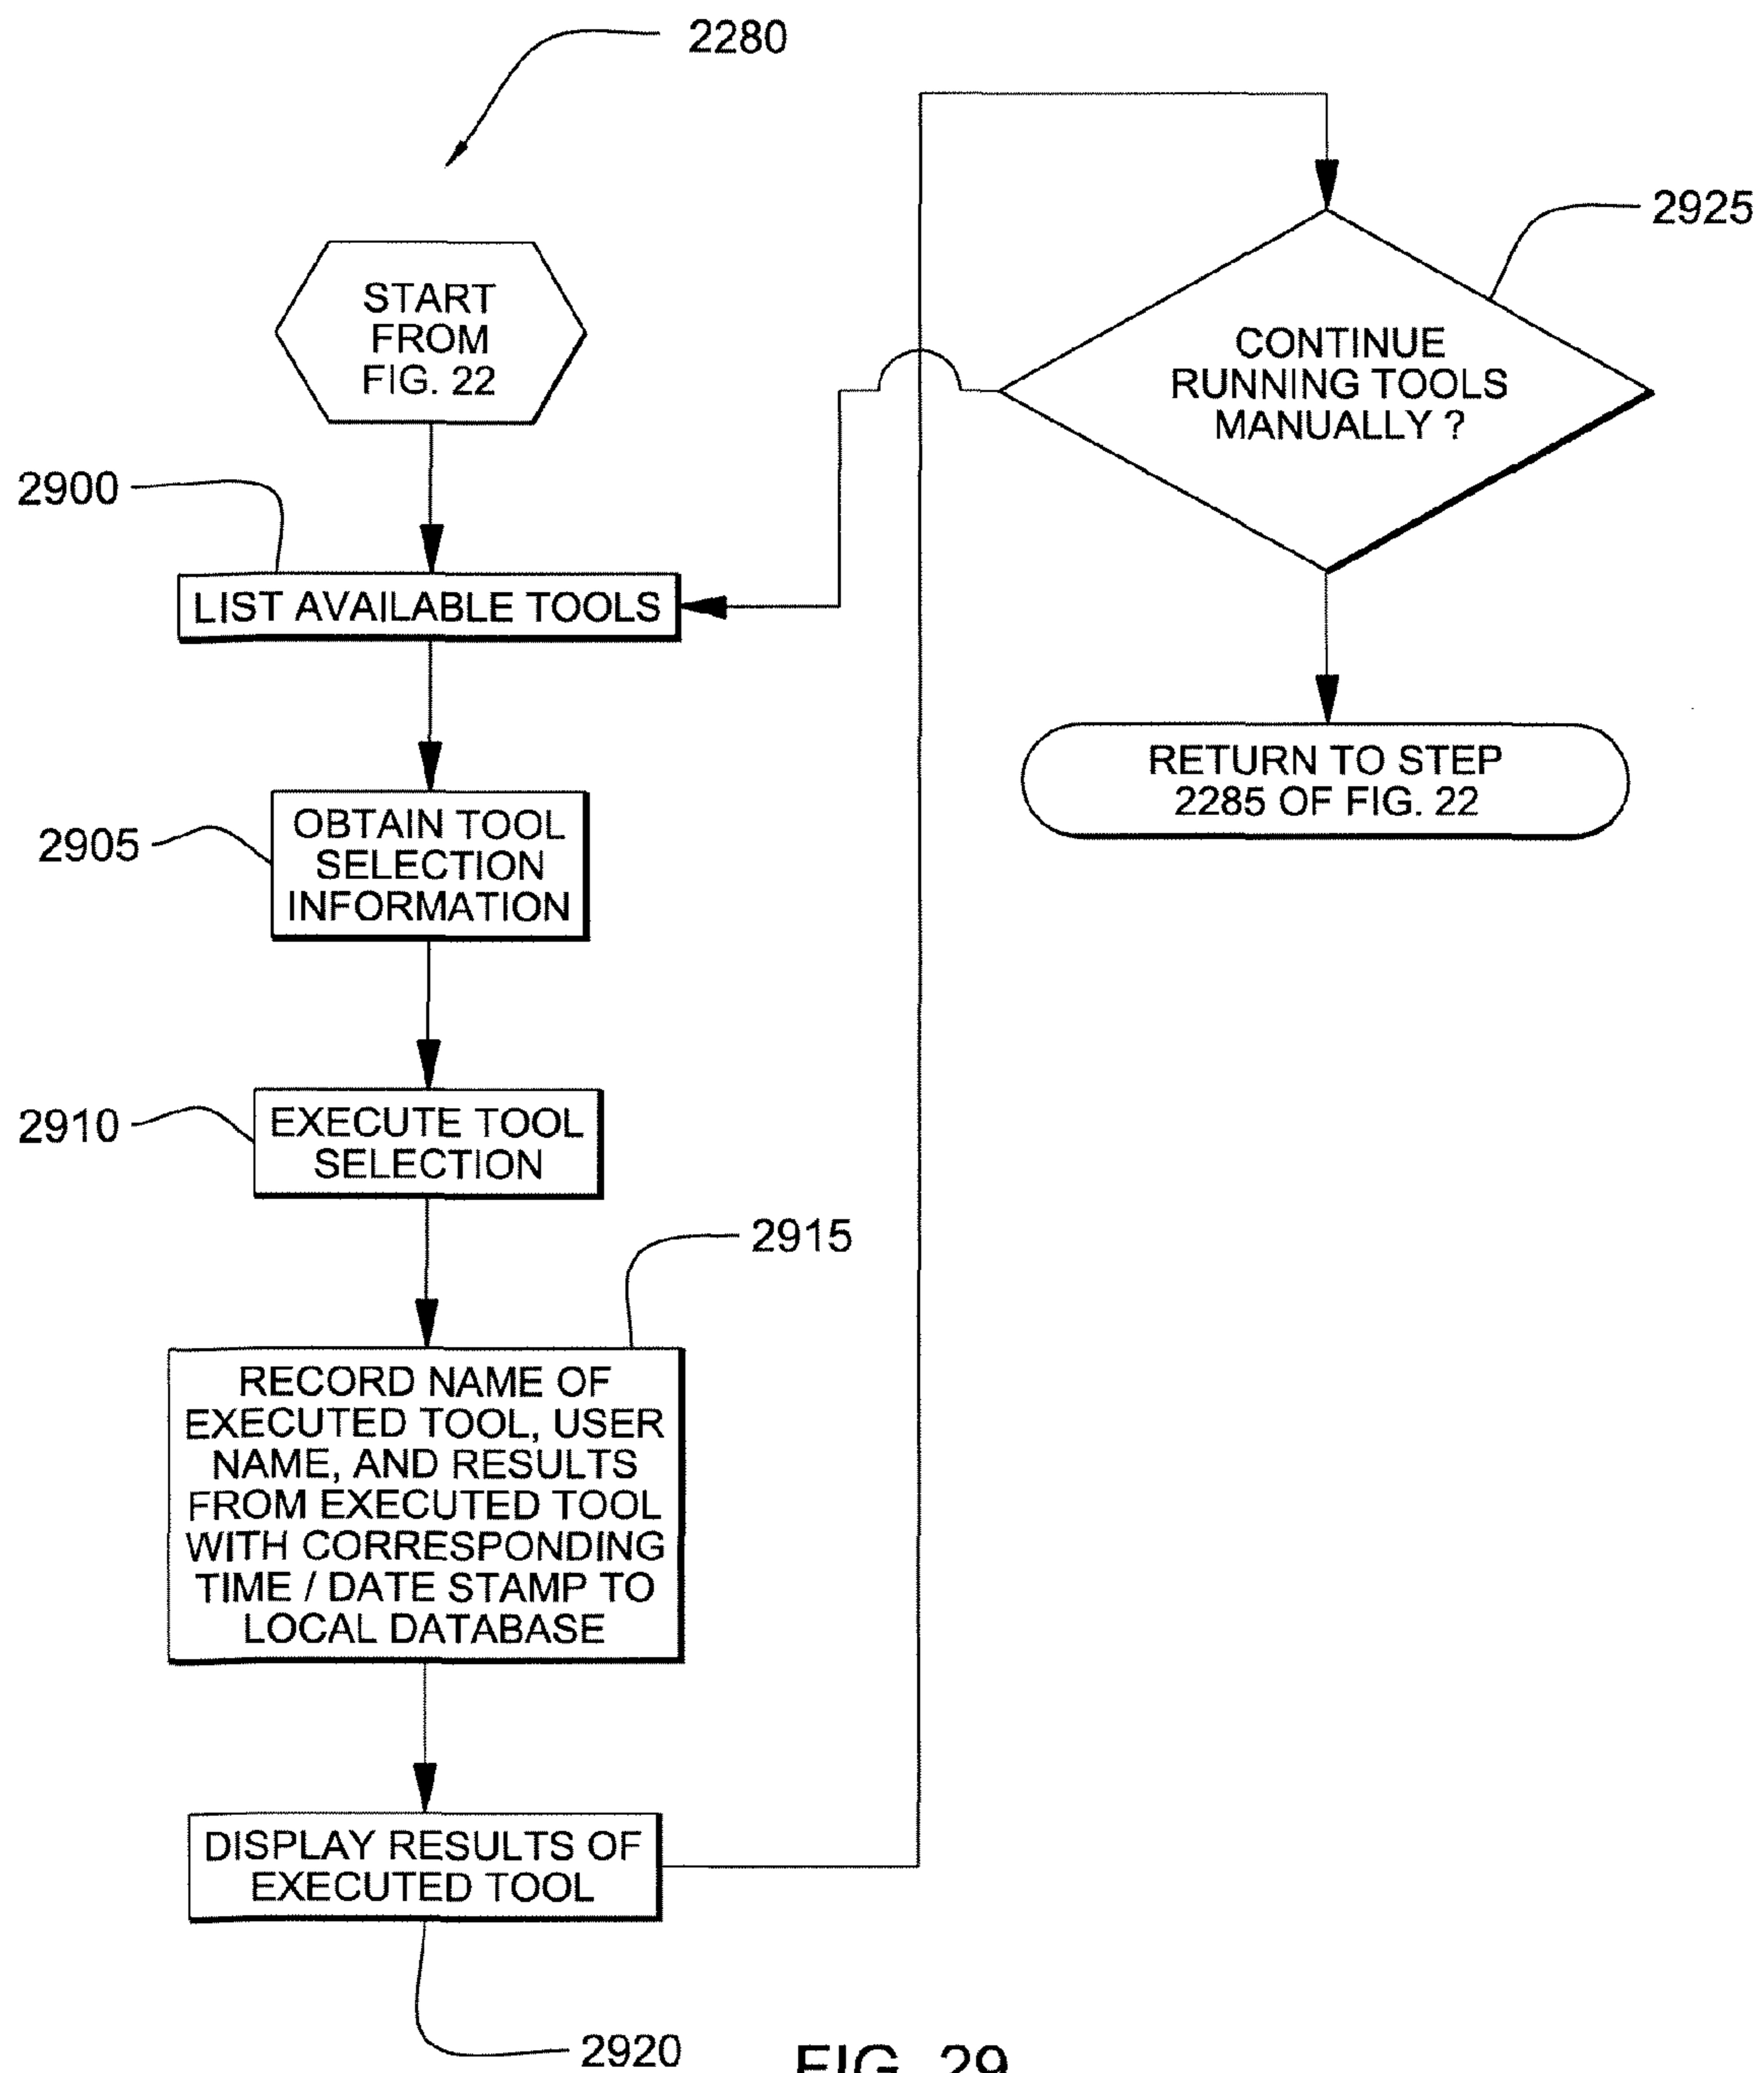 2280
START
FROM
FIG. 22
2900
LIST AVAILABLE TOOLS
2905
OBTAIN TOOL
SELECTION
INFORMATION
2910
EXECUTE TOOL
SELECTION
2915
RECORD NAME OF
EXECUTED TOOL, USER
NAME, AND RESULTS
FROM EXECUTED TOOL
WITH CORRESPONDING
TIME / DATE STAMP TO
LOCAL DATABASE
DISPLAY RESULTS OF
EXECUTED TOOL
2920
2925
CONTINUE
RUNNING TOOLS
MANUALLY ?
RETURN TO STEP
2285 OF FIG. 22
FIG. 29